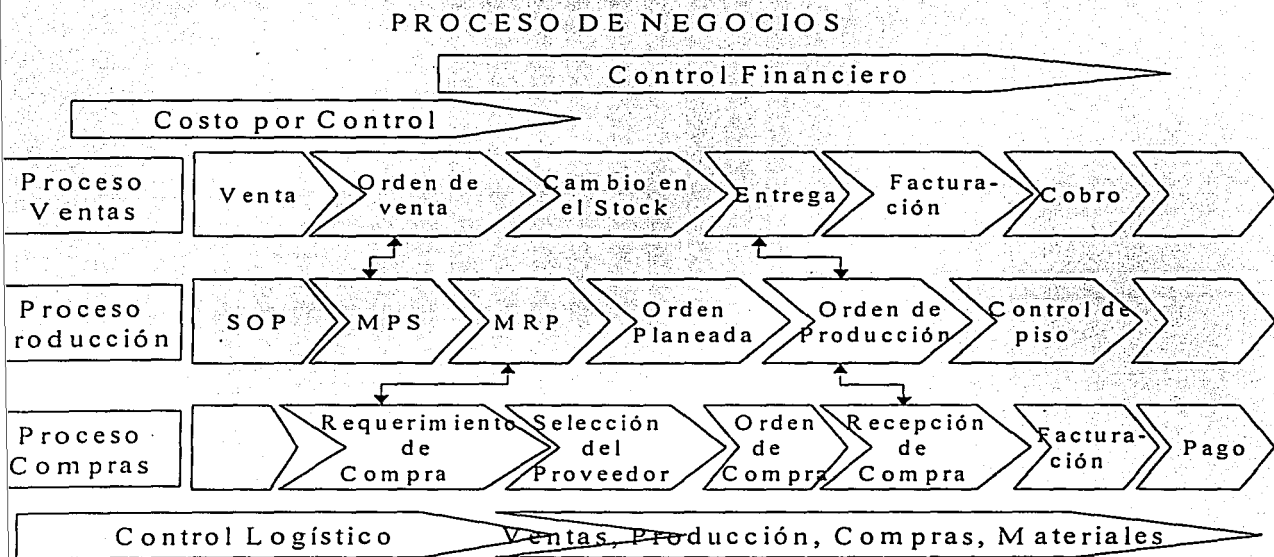 PROCESO DE NEGOCIOS
Control Financiero
Costo por Control
Proceso
Ventas
Venta
Orden de
venta
Cambio en
el Stock
Entrega
Factura-
ción
Cobro
Proceso
roducción
SOP
MPS
MRP
Orden
Planeada
Orden de
Producción
Control de
piso
Proceso
Compras
Requerimiento
de
Compra
Selección
del
Proveedor
Orden
de
Compra
Recepción
de
Compra
Factura-
ción
Pago
Control Logístico
Ventas, Producción, Compras, Materiales